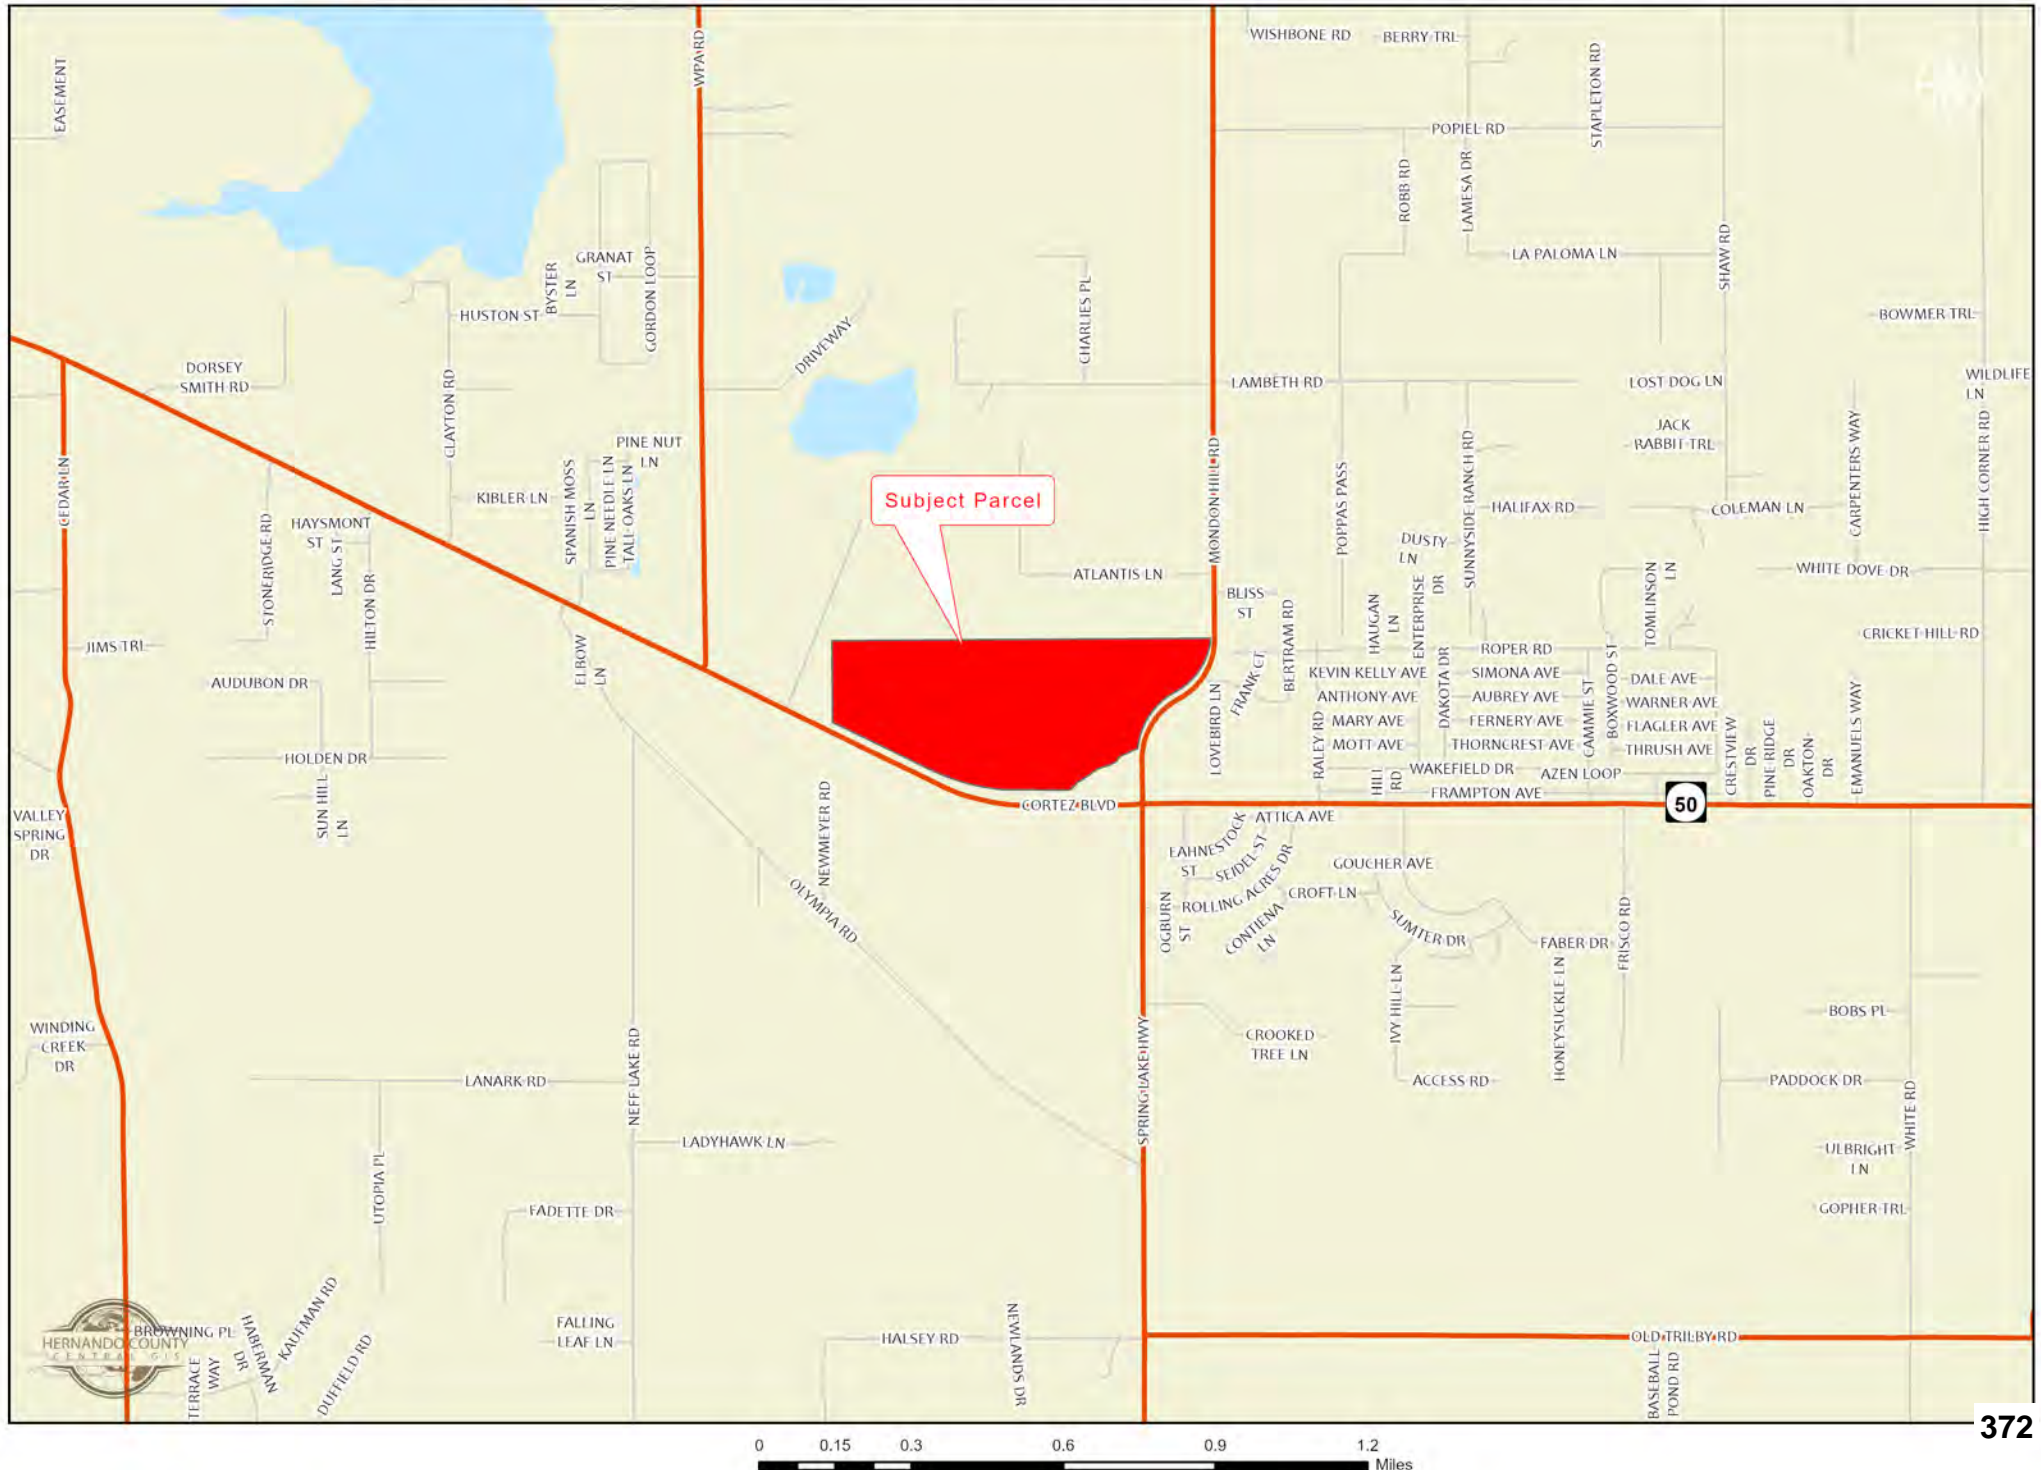 WISHBONE RD
BERRY TRL
WPA RD
EASEMENT
STAPLETON RD
POPIEL RD
ROBB RD
LAMESA DR
LA PALOMA LN
SHAW RD
GRANAT
ST
BYSTER
LN
GORDON LOOP
HUSTON ST
CHARLIES PL
DRIVEWAY
BOWMER TRL
DORSEY
SMITH RD
CLAYTON RD
LAMBETH RD
LOST DOG LN
WILDLIFE
LN
JACK
RABBIT TRL
CARPENTERS WAY
HIGH CORNER RD
CEDAR LN
PINE NUT
LN
KIBLER LN
SPANISH MOSS
LN
PINE NEEDLE LN
TALL OAKS LN
Subject Parcel
MONDON HILL RD
POPPAS PASS
SUNNYSIDE RANCH RD
HALIFAX RD
COLEMAN LN
STONERIDGE RD
HAYSMONT
ST
LANG ST
HILTON DR
DUSTY
LN
ATLANTIS LN
WHITE DOVE DR
BLISS
ST
BERTRAM RD
HAUGAN
LN
ENTERPRISE
DR
TOMLINSON
LN
JIMS TRL
ELBOW
LN
CRICKET HILL RD
ROPER RD
KEVIN KELLY AVE
SIMONA AVE
DALE AVE
AUDUBON DR
FRANK CT
LOVEBIRD LN
ANTHONY AVE
DAKOTA DR
AUBREY AVE
CAMMIE ST
BOXWOOD ST
WARNER AVE
MARY AVE
FERNERY AVE
FLAGLER AVE
RALEY RD
MOTT AVE
THORNCREST AVE
THRUSH AVE
CRESTVIEW
DR
PINE RIDGE
DR
OAKTON
DR
EMANUELS WAY
HOLDEN DR
HILL
RD
WAKEFIELD DR
AZEN LOOP
FRAMPTON AVE
SUN HILL
LN
NEWMEYER RD
CORTEZ BLVD
50
VALLEY
SPRING
DR
ATTICA AVE
EAHNESTOCK
ST
SEIDEL ST
ROLLING ACRES DR
GOUCHER AVE
CROFT LN
OLYMPIA RD
OGBURN
ST
CONTIENA
LN
SUMTER DR
FABER DR
FRISCO RD
IVY HILL LN
HONEYSUCKLE LN
WINDING
CREEK
DR
BOBS PL
CROOKED
TREE LN
NEFF LAKE RD
SPRING LAKE HWY
LANARK RD
ACCESS RD
PADDOCK DR
WHITE RD
LADYHAWK LN
ULBRIGHT
LN
UTOPIA PL
FADETTE DR
GOPHER TRL
KAUFMAN RD
FALLING
LEAF LN
HALSEY RD
NEWLANDS DR
OLD TRILBY RD
BROWNING PL
HERNANDO COUNTY
CENTRAL GIS
HABERMAN
DR
TERRACE
WAY
DUFFIELD RD
BASEBALL
POND RD
372
0 0.15 0.3 0.6 0.9 1.2
Miles